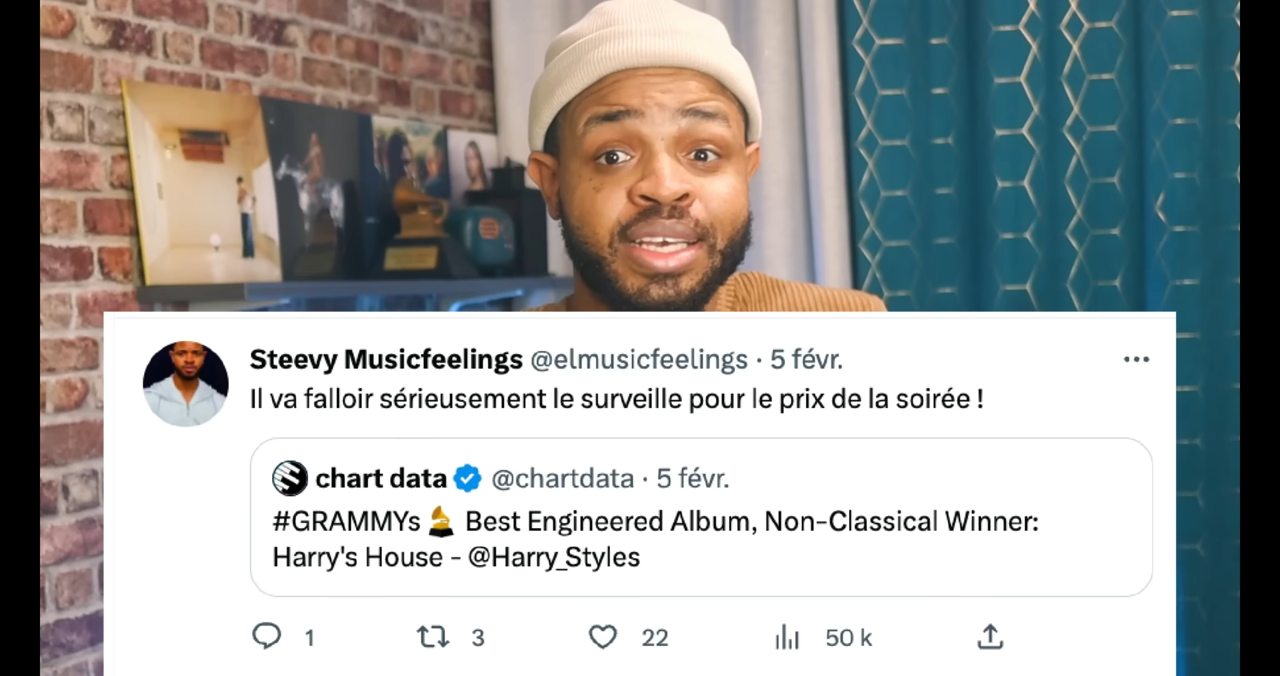 Steevy Musicfeelings @elmusicfeelings · 5 févr.
Il va falloir sérieusement le surveille pour le prix de la soirée !
chart data @chartdata · 5 févr.
#GRAMMYs Best Engineered Album, Non-Classical Winner:
Harry's House - @Harry_Styles
1 3 22 50 k